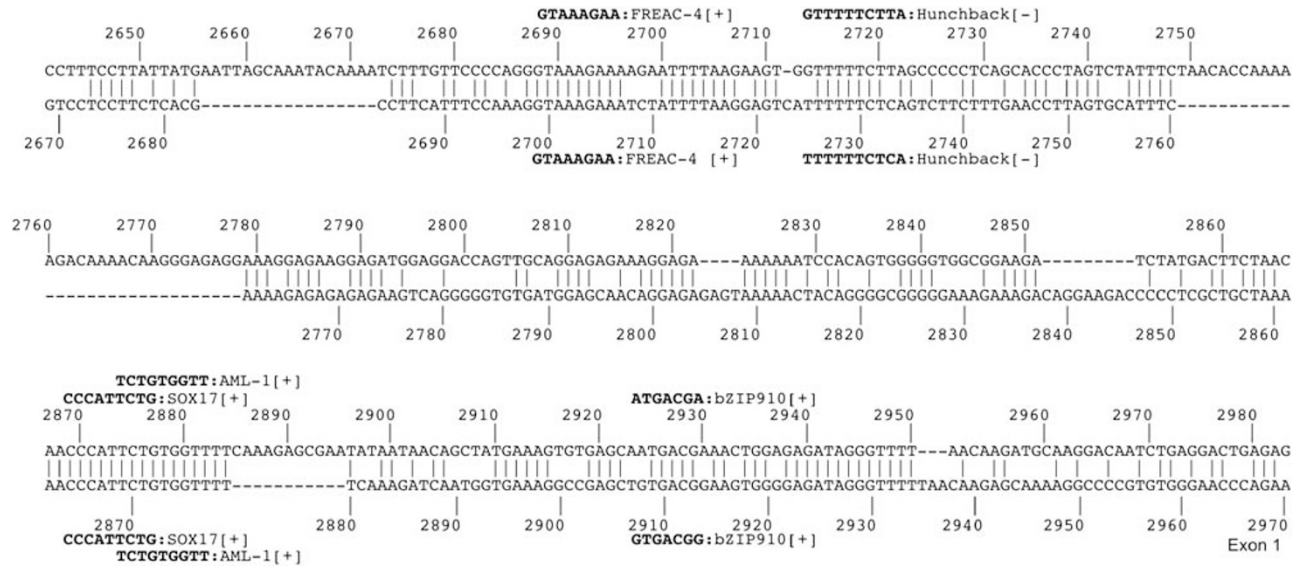 GTAAAGAA:FREAC-4[+] GTTTTTCTTA:Hunchback[-]
2650 2660 2670 2680 2690 2700 2710 2720 2730 2740 2750
CCTTTCCTTATTATGAATTAGCAAATACAAAATCTTTGTTCCCCAGGGTAAAGAAAAGAATTTTAAGAAGT-GGTTTTTCTTAGCCCCCTCAGCACCCTAGTCTATTTCTAACACCAAAA
GTCCTCCTTCTCACG-----------------CCTTCATTTCCAAAGGTAAAGAAATCTATTTTAAGGAGTCATTTTTTCTCAGTCTTCTTTGAACCTTAGTGCATTTC-----------
2670 2680 2690 2700 2710 2720 2730 2740 2750 2760
GTAAAGAA:FREAC-4 [+] TTTTTTCTCA:Hunchback[-]
2760 2770 2780 2790 2800 2810 2820 2830 2840 2850 2860
AGACAAAACAAGGGAGAGGAAAGGAGAAGGAGATGGAGGACCAGTTGCAGGAGAGAAAGGAGA----AAAAAATCCACAGTGGGGGTGGCGGAAGA---------TCTATGACTTCTAAC
-------------------AAAAGAGAGAGAGAAGTCAGGGGGTGTGATGGAGCAACAGGAGAGAGTAAAAACTACAGGGGCGGGGGAAAGAAAGACAGGAAGACCCCCTCGCTGCTAAA
2770 2780 2790 2800 2810 2820 2830 2840 2850 2860
TCTGTGGTT:AML-1[+]
CCCATTCTG:SOX17[+] ATGACGA:bZIP910[+]
2870 2880 2890 2900 2910 2920 2930 2940 2950 2960 2970 2980
AACCCATTCTGTGGTTTTCAAAGAGCGAATATAATAACAGCTATGAAAGTGTGAGCAATGACGAAACTGGAGAGATAGGGTTTT---AACAAGATGCAAGGACAATCTGAGGACTGAGAG
AACCCATTCTGTGGTTTT-----------TCAAAGATCAATGGTGAAAGGCCGAGCTGTGACGGAAGTGGGGAGATAGGGTTTTTAACAAGAGCAAAAGGCCCCGTGTGGGAACCCAGAA
2870 2880 2890 2900 2910 2920 2930 2940 2950 2960 2970
CCCATTCTG:SOX17[+] GTGACGG:bZIP910[+]
Exon 1
TCTGTGGTT:AML-1[+]